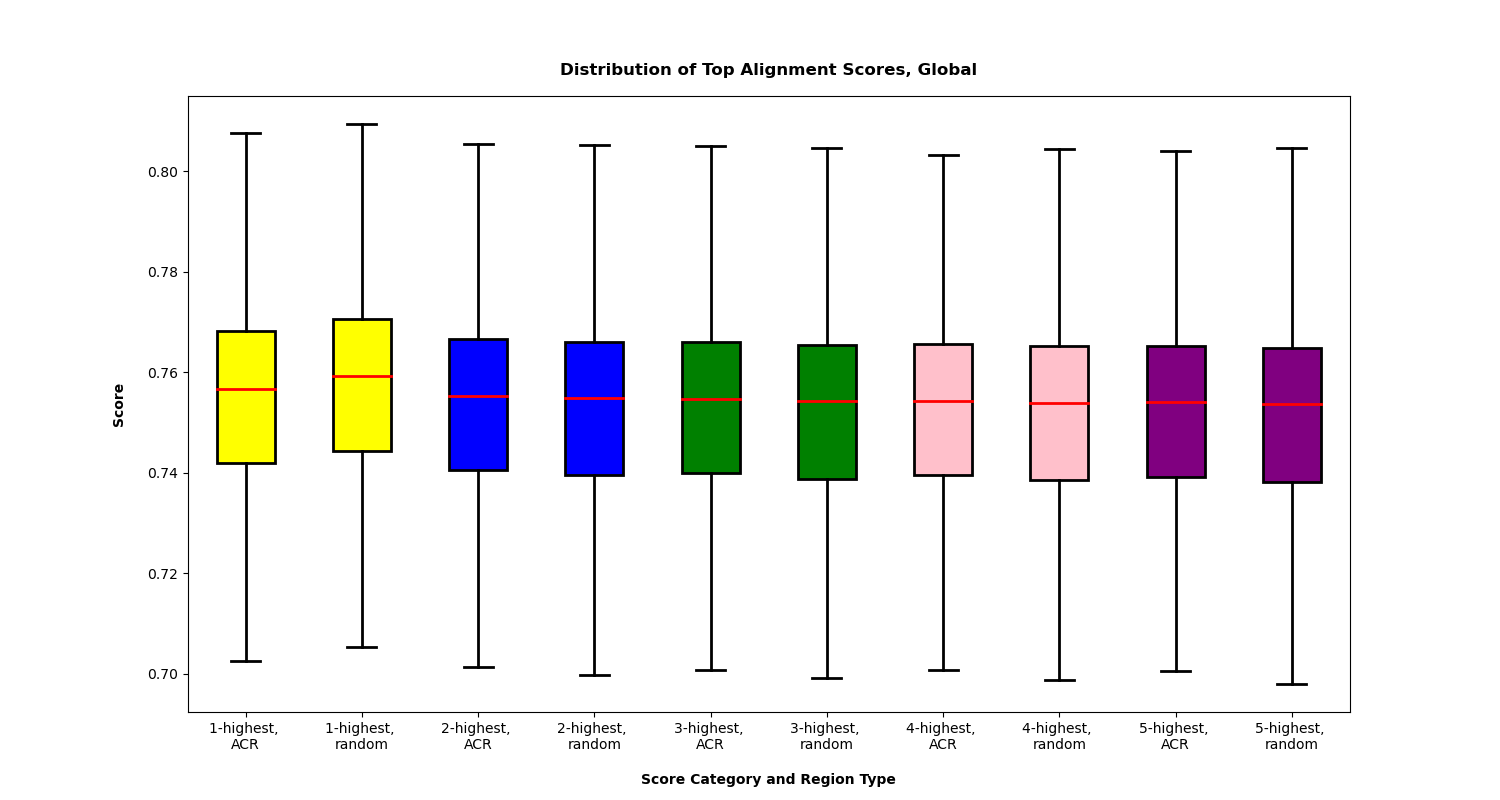 Distribution of Top Alignment Scores, Global
Score
0.80
0.78
0.76
0.74
0.72
0.70
1-highest,
ACR
1-highest,
random
2-highest,
ACR
2-highest,
random
3-highest,
ACR
3-highest,
random
4-highest,
ACR
4-highest,
random
5-highest,
ACR
5-highest,
random
Score Category and Region Type